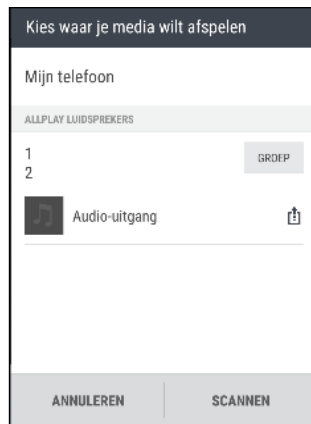 Kies waar je media wilt afspelen
Mijn telefoon
ALLPLAY LUIDSPREKERS
1
GROEP
2
Audio-uitgang
ANNULEREN
SCANNEN